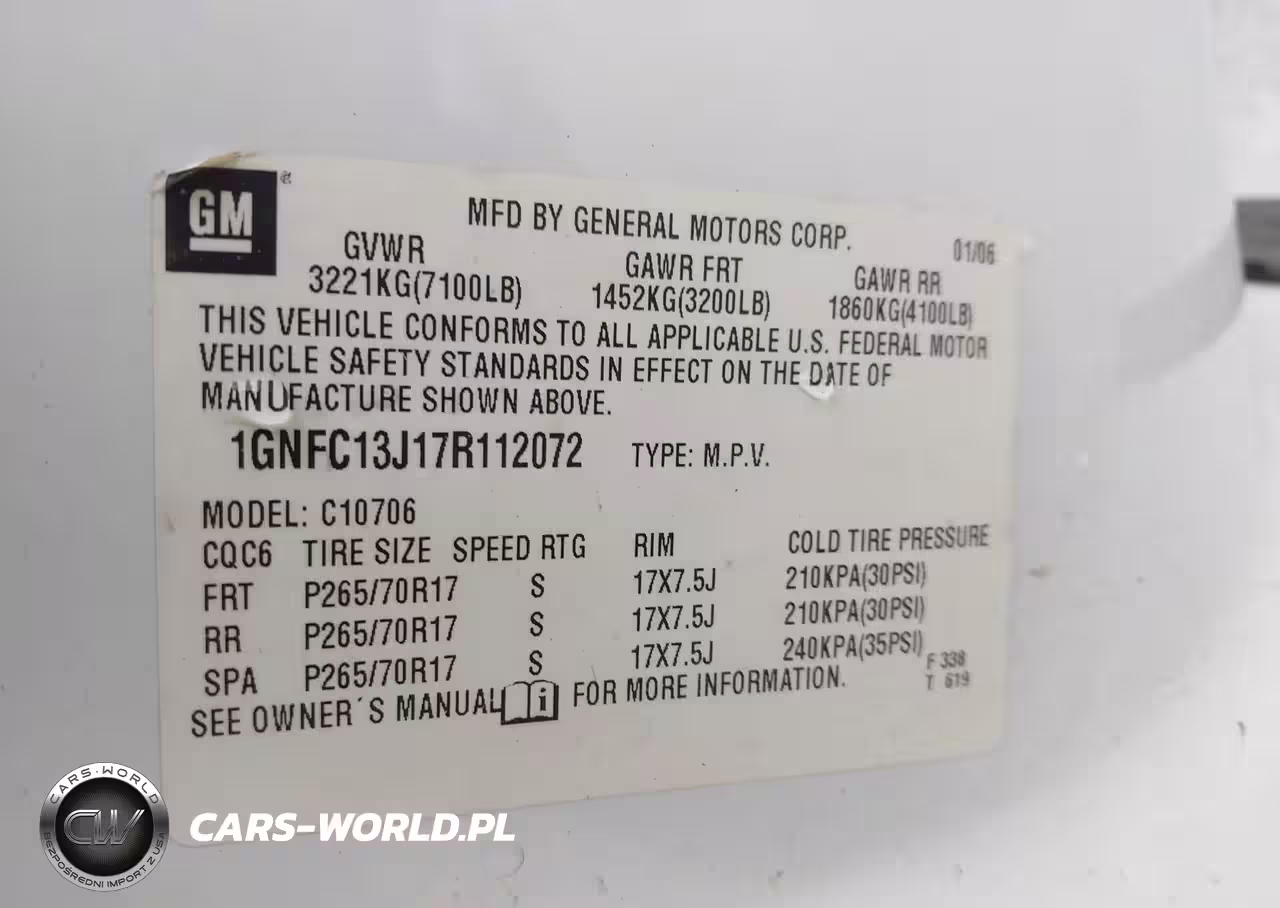 GM
MFD BY GENERAL MOTORS CORP.
01/06
GVWR GAWR FRT GAWR RR
3221KG(7100LB) 1452KG(3200LB) 1860KG(4100LB)
THIS VEHICLE CONFORMS TO ALL APPLICABLE U.S. FEDERAL MOTOR
VEHICLE SAFETY STANDARDS IN EFFECT ON THE DATE OF
MANUFACTURE SHOWN ABOVE.
1GNFC13J17R112072 TYPE: M.P.V.
MODEL: C10706
CQC6 TIRE SIZE SPEED RTG RIM COLD TIRE PRESSURE
FRT P265/70R17 S 17X7.5J 210KPA(30PSI)
RR P265/70R17 S 17X7.5J 210KPA(30PSI)
SPA P265/70R17 S 17X7.5J 240KPA(35PSI)
F 338
T 619
SEE OWNER´S MANUAL i FOR MORE INFORMATION.
CARS-WORLD
CW
BEZPOŚREDNI IMPORT Z USA
CARS-WORLD.PL